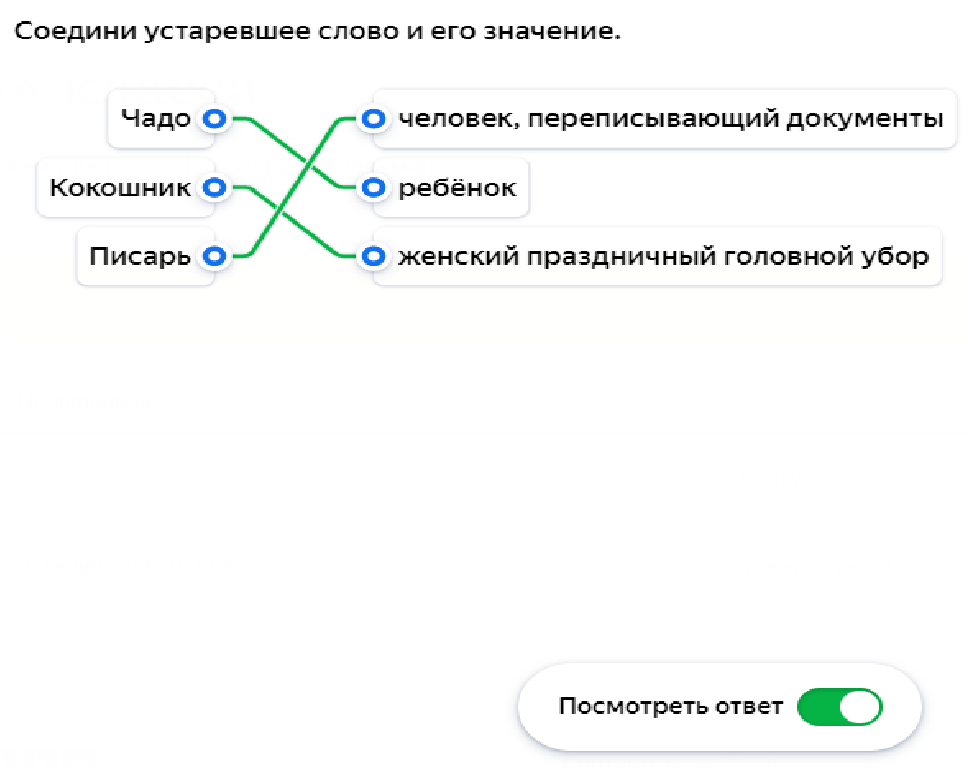 Соедини устаревшее слово и его значение.
Чадо человек, переписывающий документы
Кокошник ребёнок
Писарь женский праздничный головной убор
Посмотреть ответ